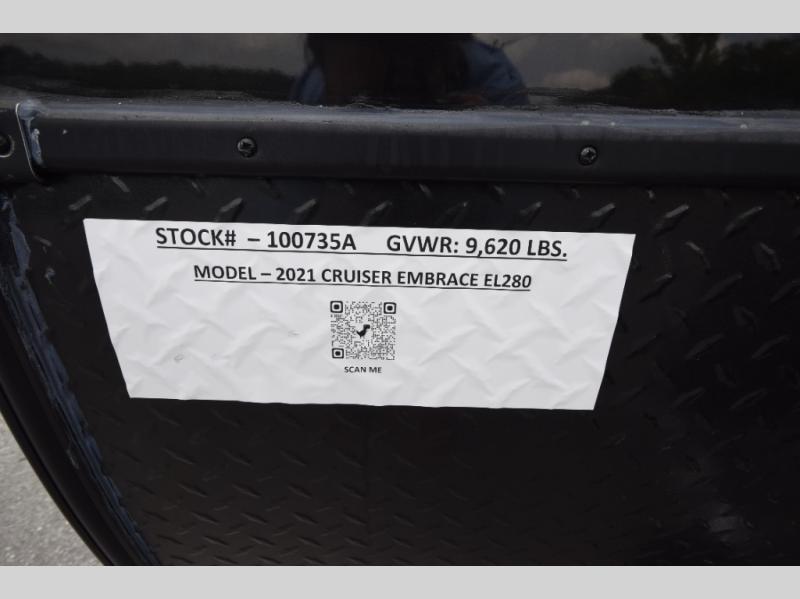 STOCK# – 100735A GVWR: 9,620 LBS.
MODEL – 2021 CRUISER EMBRACE EL280
SCAN ME